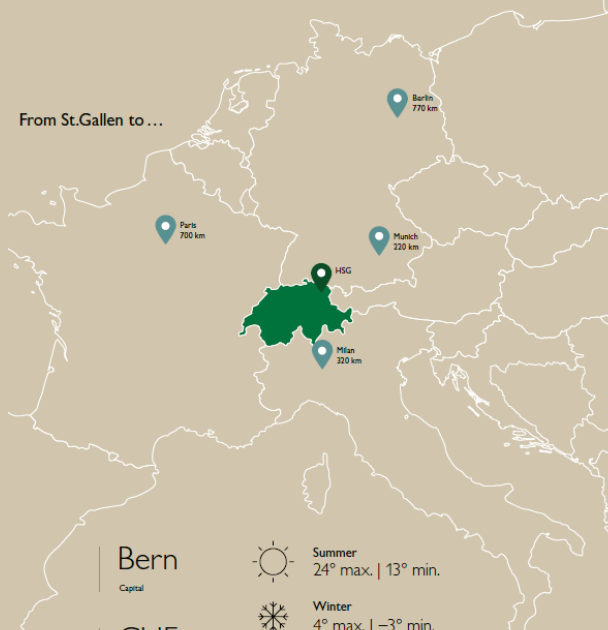 Berlin
770 km
From St.Gallen to ...
Paris
700 km
Munich
220 km
HSG
Milan
320 km
Bern
Capital
Summer
24° max. | 13° min.
Winter
4° max. | –3° min.